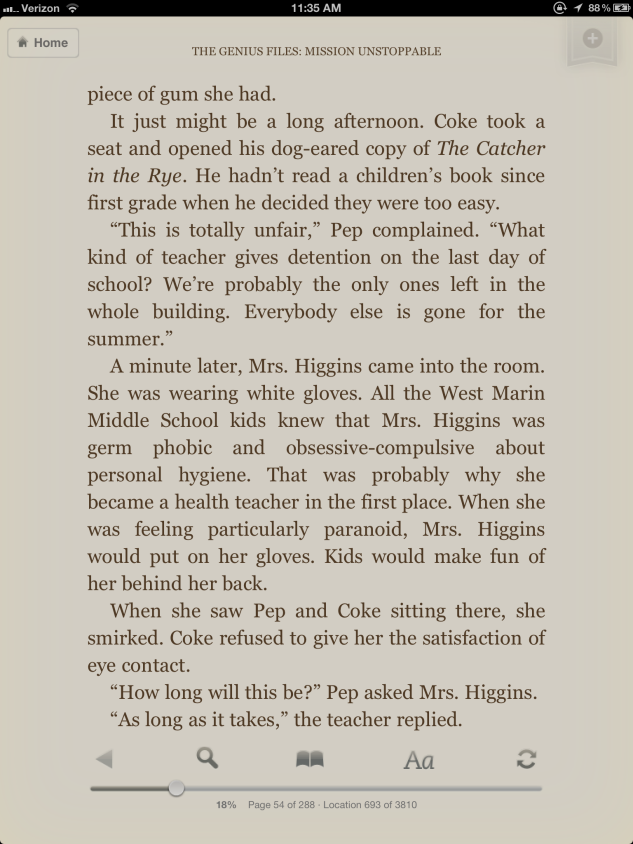 Verizon 11:35 AM 88%
Home
THE GENIUS FILES: MISSION UNSTOPPABLE
piece of gum she had.
It just might be a long afternoon. Coke took a
seat and opened his dog-eared copy of The Catcher
in the Rye. He hadn’t read a children’s book since
first grade when he decided they were too easy.
“This is totally unfair,” Pep complained. “What
kind of teacher gives detention on the last day of
school? We’re probably the only ones left in the
whole building. Everybody else is gone for the
summer.”
A minute later, Mrs. Higgins came into the room.
She was wearing white gloves. All the West Marin
Middle School kids knew that Mrs. Higgins was
germ phobic and obsessive-compulsive about
personal hygiene. That was probably why she
became a health teacher in the first place. When she
was feeling particularly paranoid, Mrs. Higgins
would put on her gloves. Kids would make fun of
her behind her back.
When she saw Pep and Coke sitting there, she
smirked. Coke refused to give her the satisfaction of
eye contact.
“How long will this be?” Pep asked Mrs. Higgins.
“As long as it takes,” the teacher replied.
Aa
18% Page 54 of 288 · Location 693 of 3810